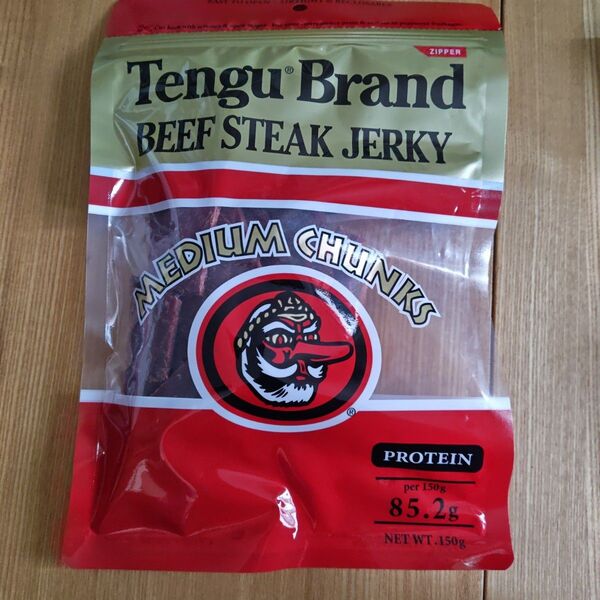 ZIPPER
Tengu® Brand
BEEF STEAK JERKY
MEDIUM CHUNKS
®
PROTEIN
per 150g
85.2g
NET WT. 150g